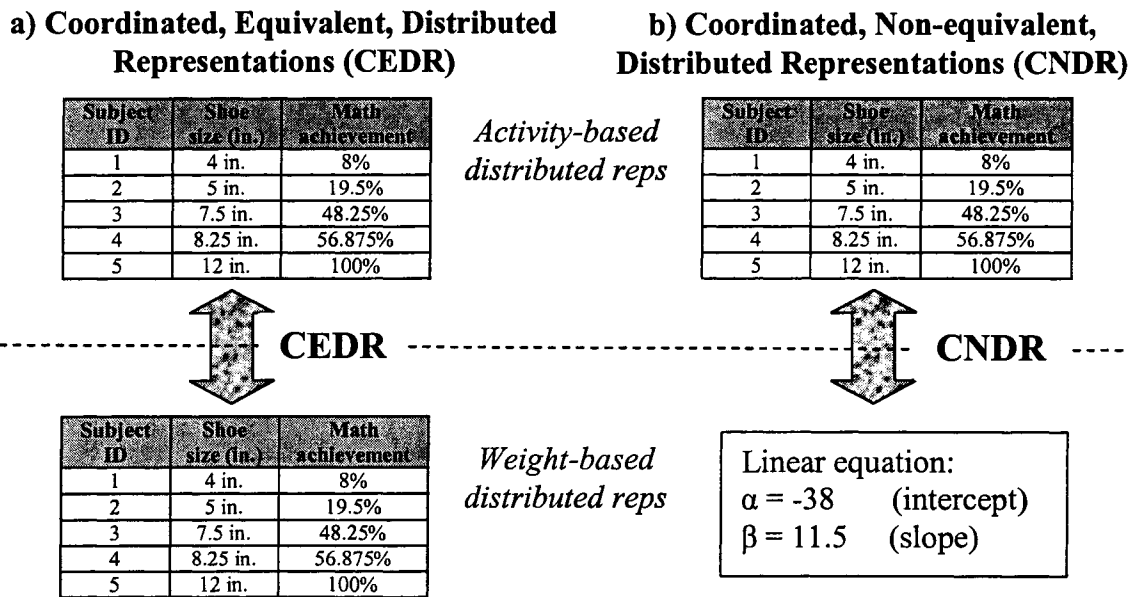 a) Coordinated, Equivalent, Distributed
Representations (CEDR)
Subject ID Shoe size (In.) Math achievement
1 4 in. 8%
2 5 in. 19.5%
3 7.5 in. 48.25%
4 8.25 in. 56.875%
5 12 in. 100%
Activity-based
distributed reps
b) Coordinated, Non-equivalent,
Distributed Representations (CNDR)
Subject ID Shoe size (In.) Math achievement
1 4 in. 8%
2 5 in. 19.5%
3 7.5 in. 48.25%
4 8.25 in. 56.875%
5 12 in. 100%
CEDR
CNDR
Subject ID Shoe size (In.) Math achievement
1 4 in. 8%
2 5 in. 19.5%
3 7.5 in. 48.25%
4 8.25 in. 56.875%
5 12 in. 100%
Weight-based
distributed reps
Linear equation:
α = -38 (intercept)
β = 11.5 (slope)